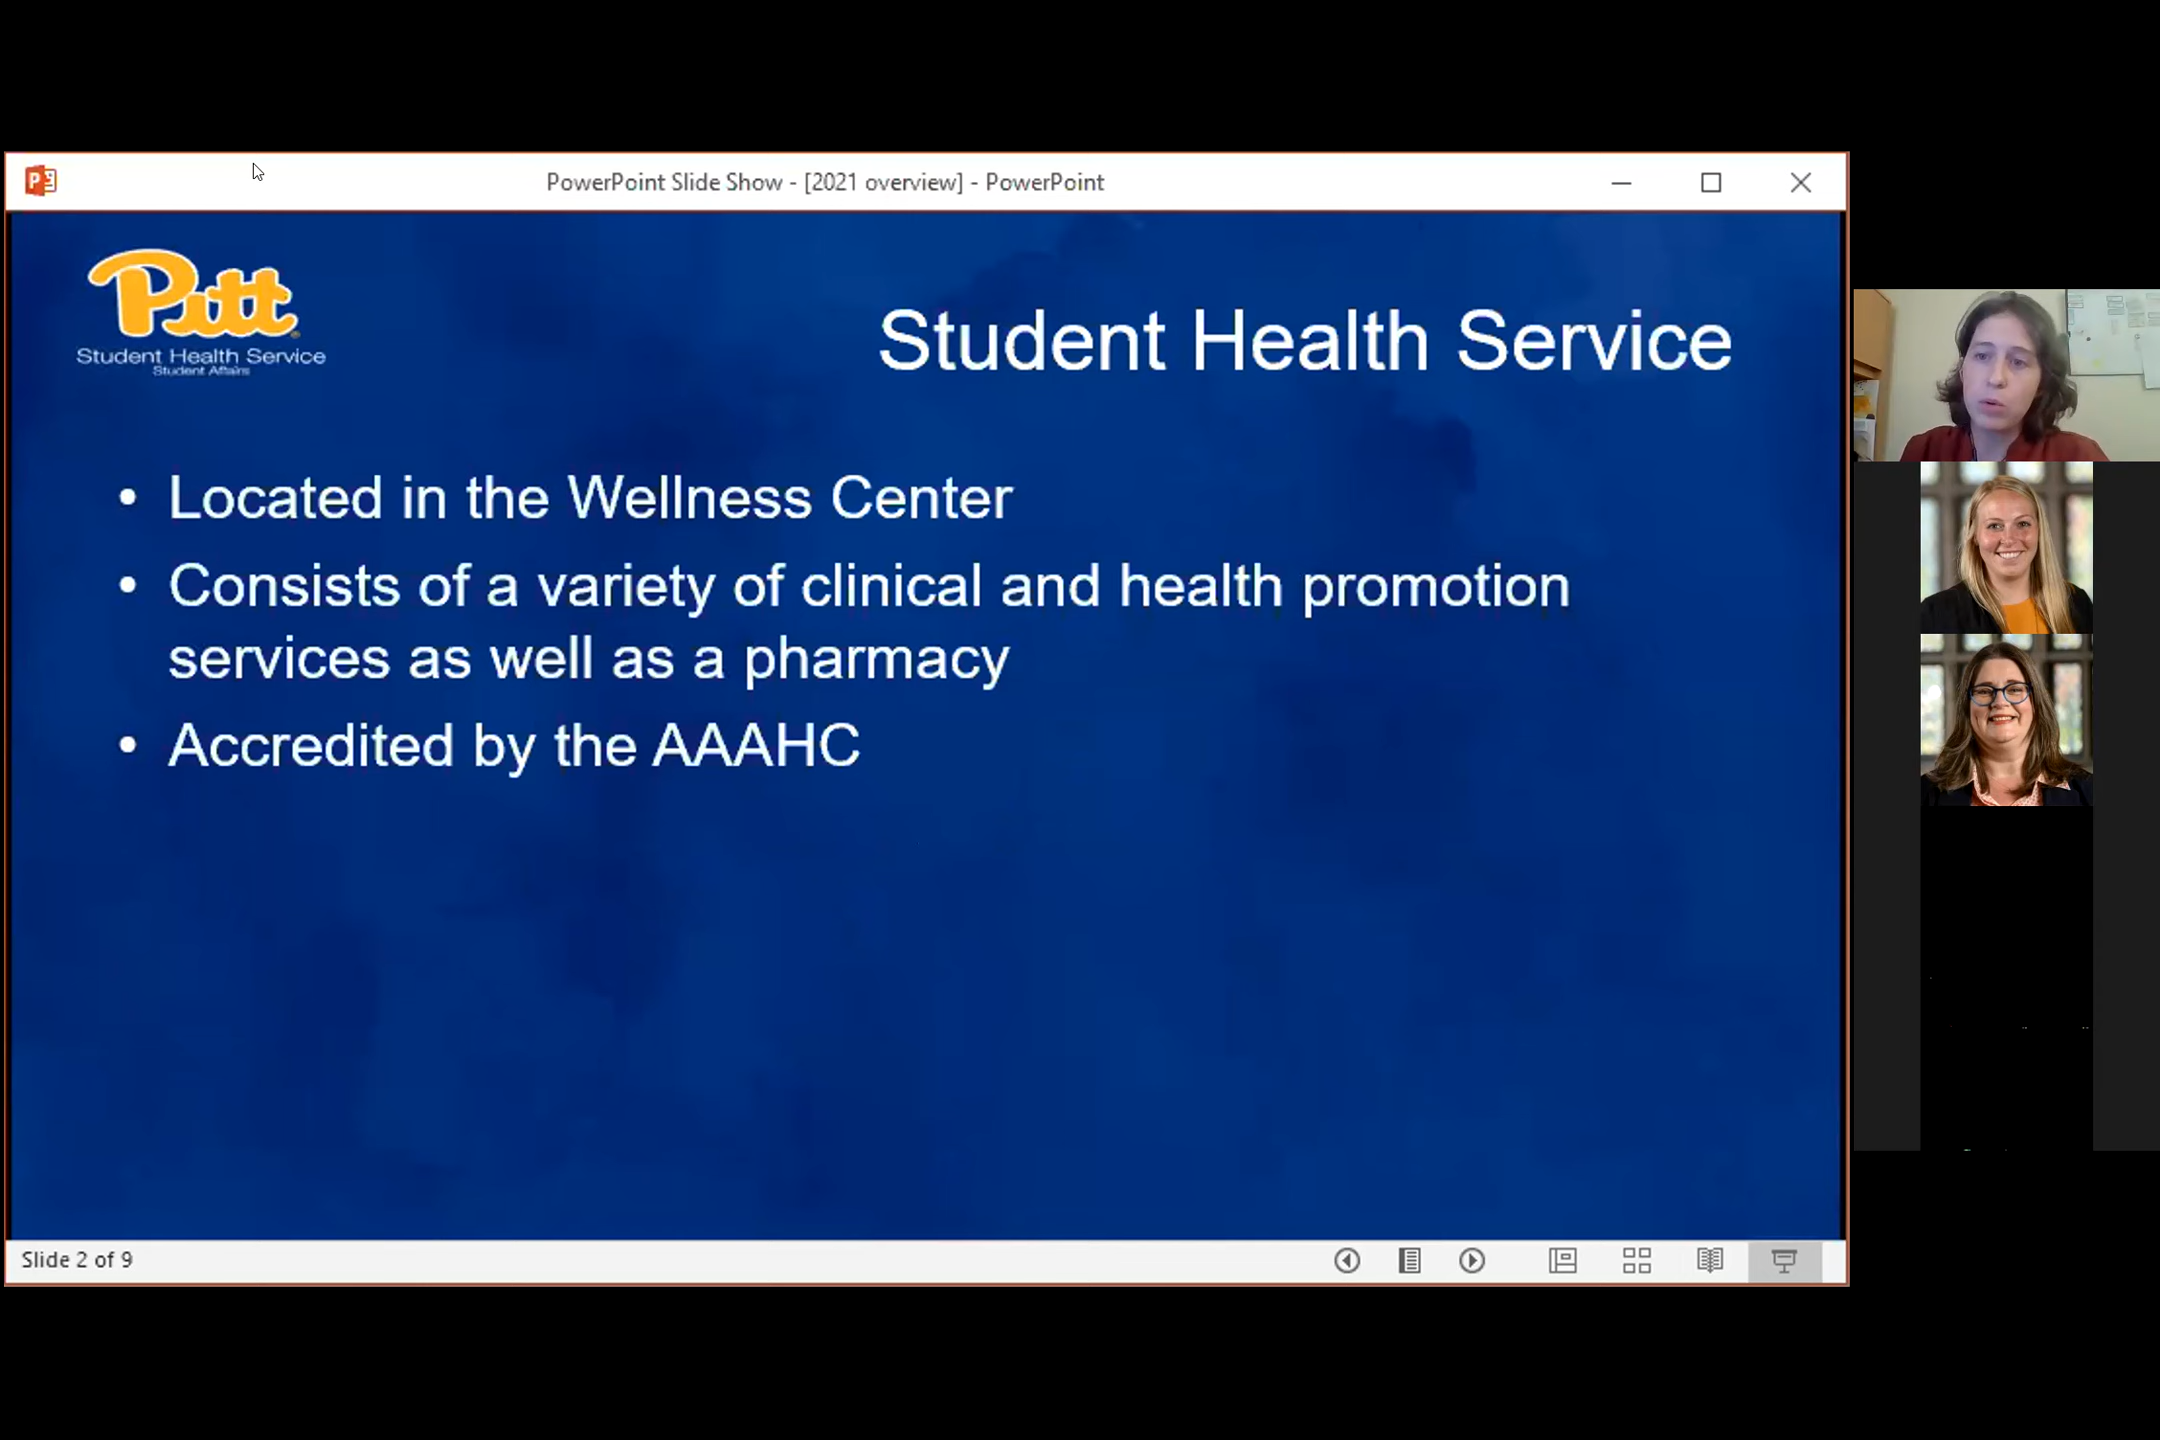 PowerPoint Slide Show - [2021 overview] - PowerPoint
Pitt
Student Health Service
Student Affairs
Student Health Service
• Located in the Wellness Center
• Consists of a variety of clinical and health promotion
services as well as a pharmacy
• Accredited by the AAAHC
Slide 2 of 9